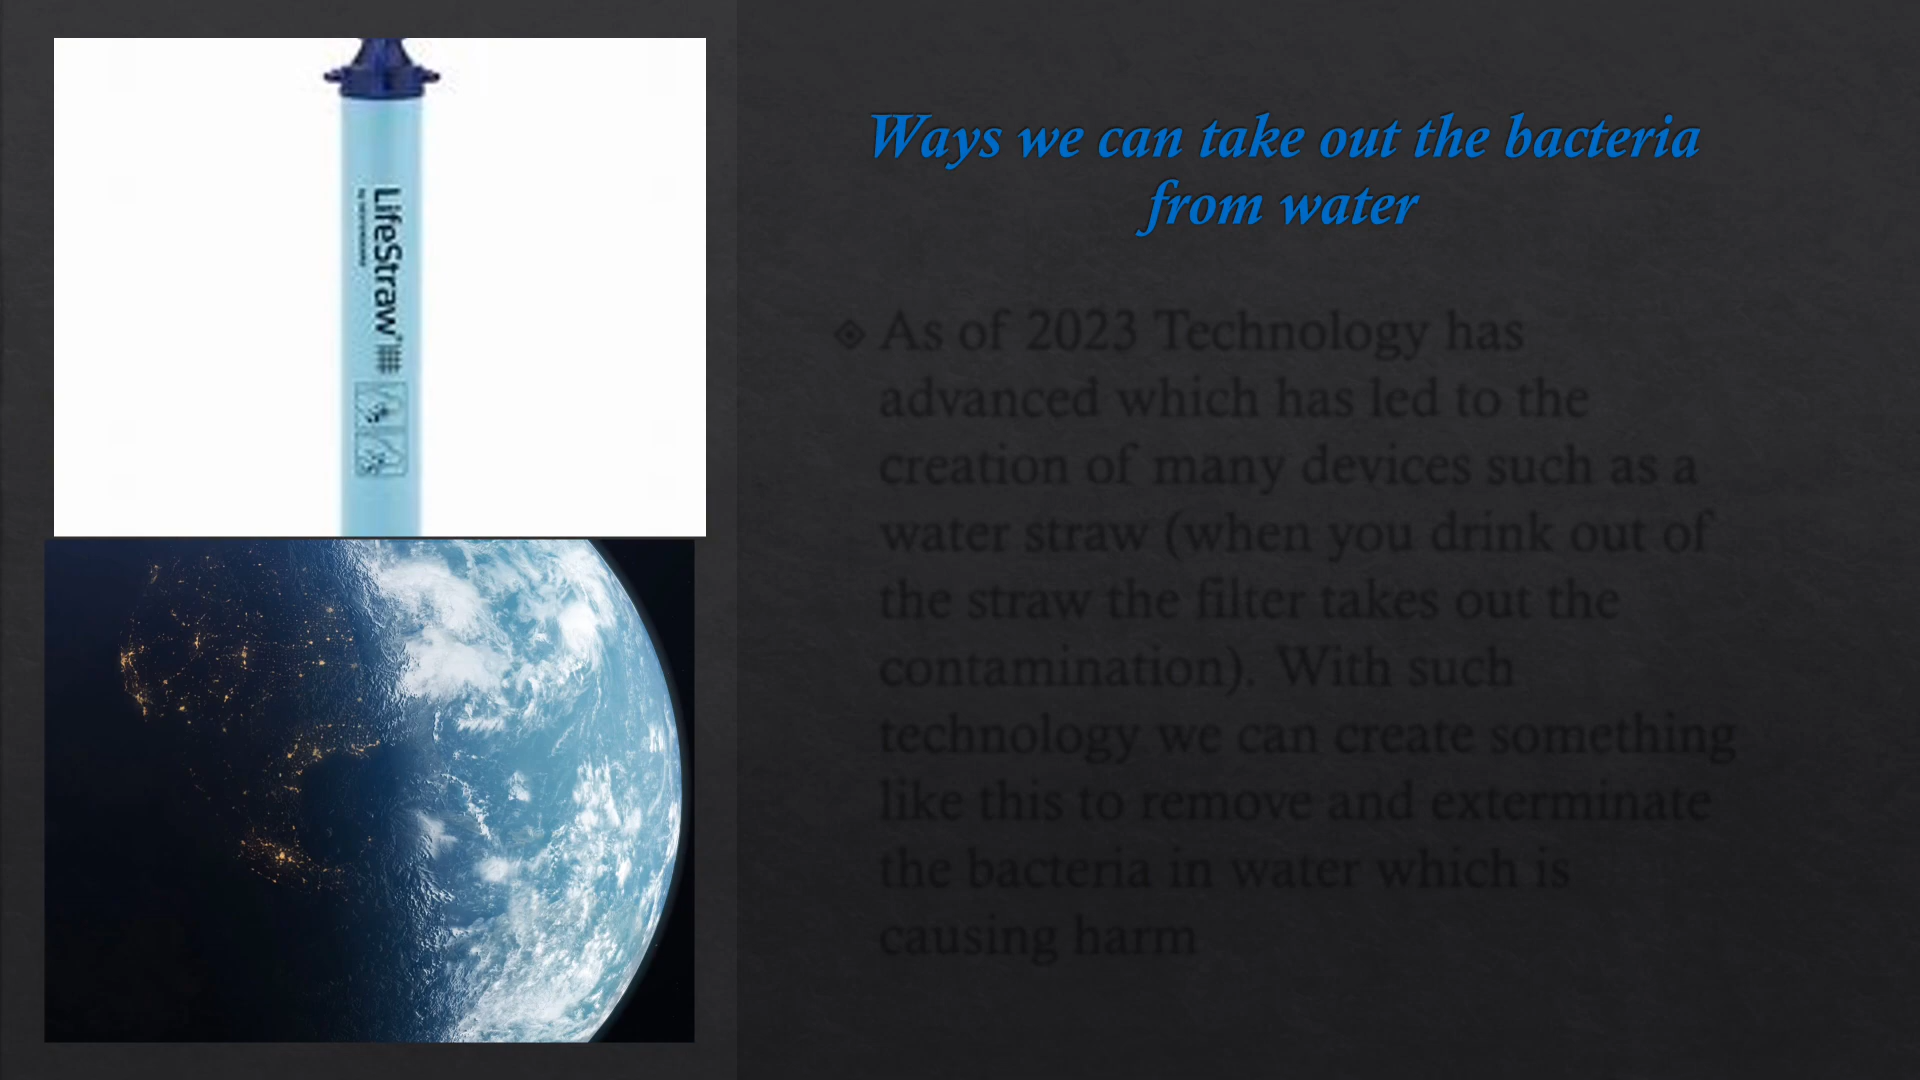 LifeStraw
Ways we can take out the bacteria
from water
As of 2023 Technology has
advanced which has led to the
creation of many devices such as a
water straw (when you drink out of
the straw the filter takes out the
contamination). With such
technology we can create something
like this to remove and exterminate
the bacteria in water which is
causing harm